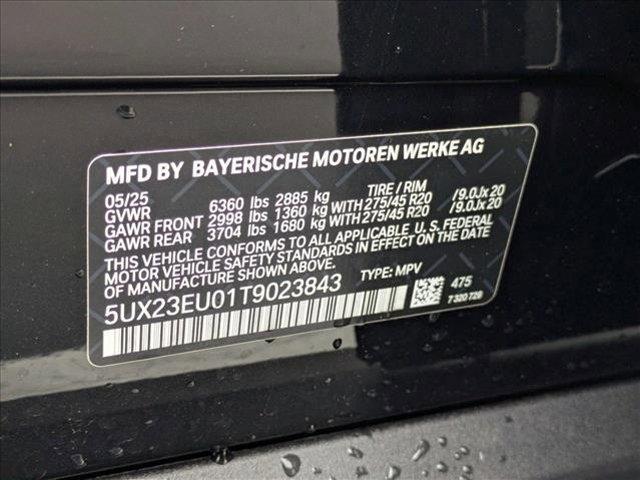 MFD BY BAYERISCHE MOTOREN WERKE AG
05/25 TIRE / RIM
GVWR 6360 lbs 2885 kg
GAWR FRONT 2998 lbs 1360 kg WITH 275/45 R20 /9.0Jx20
GAWR REAR 3704 lbs 1680 kg WITH 275/45 R20 /9.0Jx20
THIS VEHICLE CONFORMS TO ALL APPLICABLE U. S. FEDERAL
MOTOR VEHICLE SAFETY STANDARDS IN EFFECT ON THE DATE
OF MANUFACTURE SHOWN ABOVE.
5UX23EU01T9023843 TYPE: MPV
475
7 320 728